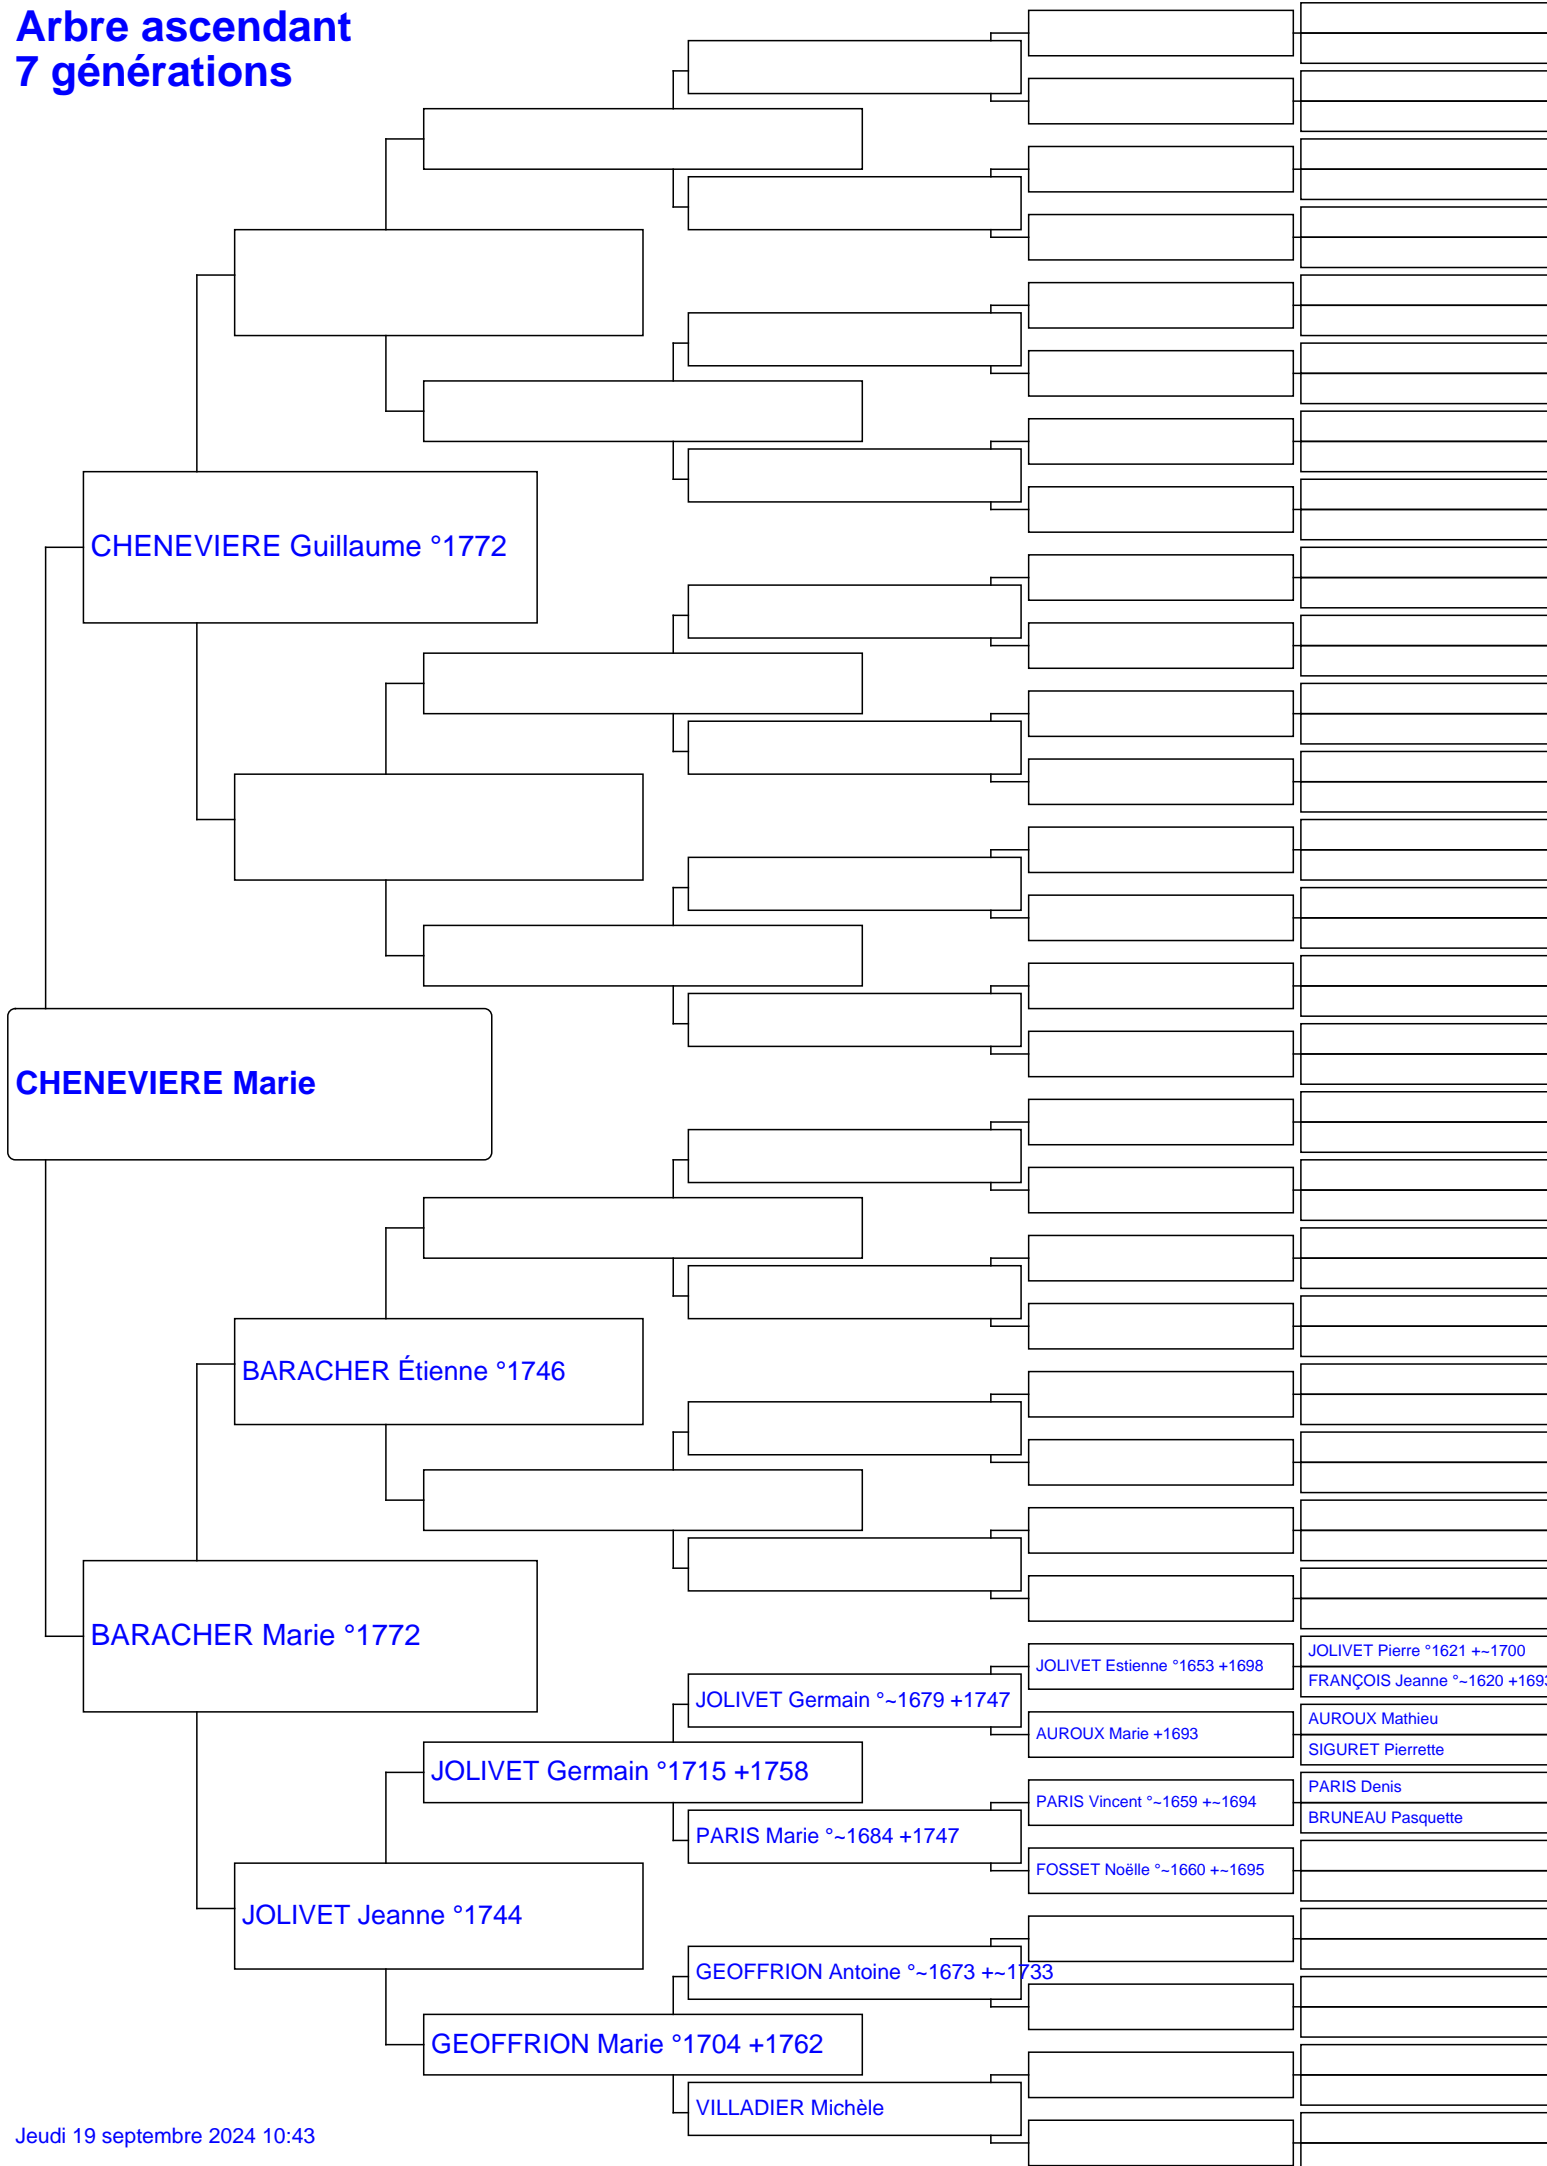 Arbre ascendant
7 générations
CHENEVIERE Guillaume °1772
CHENEVIERE Marie
BARACHER Étienne °1746
BARACHER Marie °1772
JOLIVET Pierre °1621 +~1700
JOLIVET Estienne °1653 +1698
FRANÇOIS Jeanne °~1620 +1693
JOLIVET Germain °~1679 +1747
AUROUX Mathieu
AUROUX Marie +1693
SIGURET Pierrette
JOLIVET Germain °1715 +1758
PARIS Denis
PARIS Vincent °~1659 +~1694
BRUNEAU Pasquette
PARIS Marie °~1684 +1747
FOSSET Noëlle °~1660 +~1695
JOLIVET Jeanne °1744
GEOFFRION Antoine °~1673 +~1733
GEOFFRION Marie °1704 +1762
VILLADIER Michèle
Jeudi 19 septembre 2024 10:43